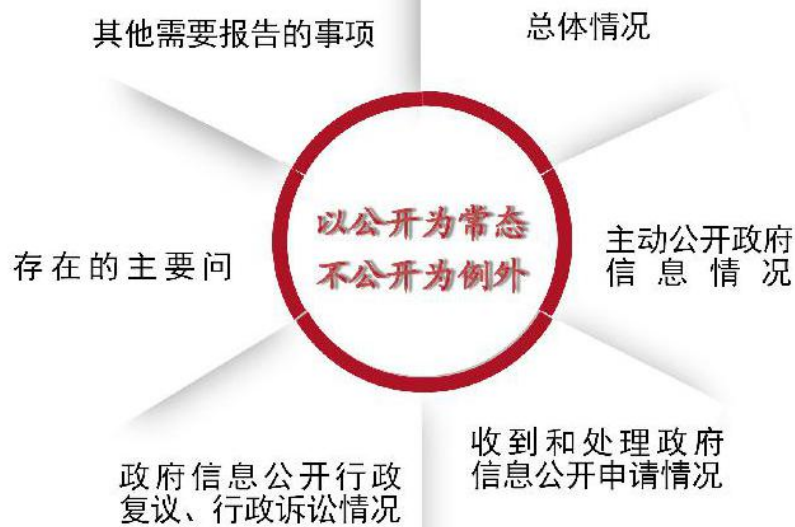 其他需要报告的事项
总体情况
以公开为常态
不公开为例外
主动公开政府
信息情况
存在的主要问
收到和处理政府
信息公开申请情况
政府信息公开行政
复议、行政诉讼情况